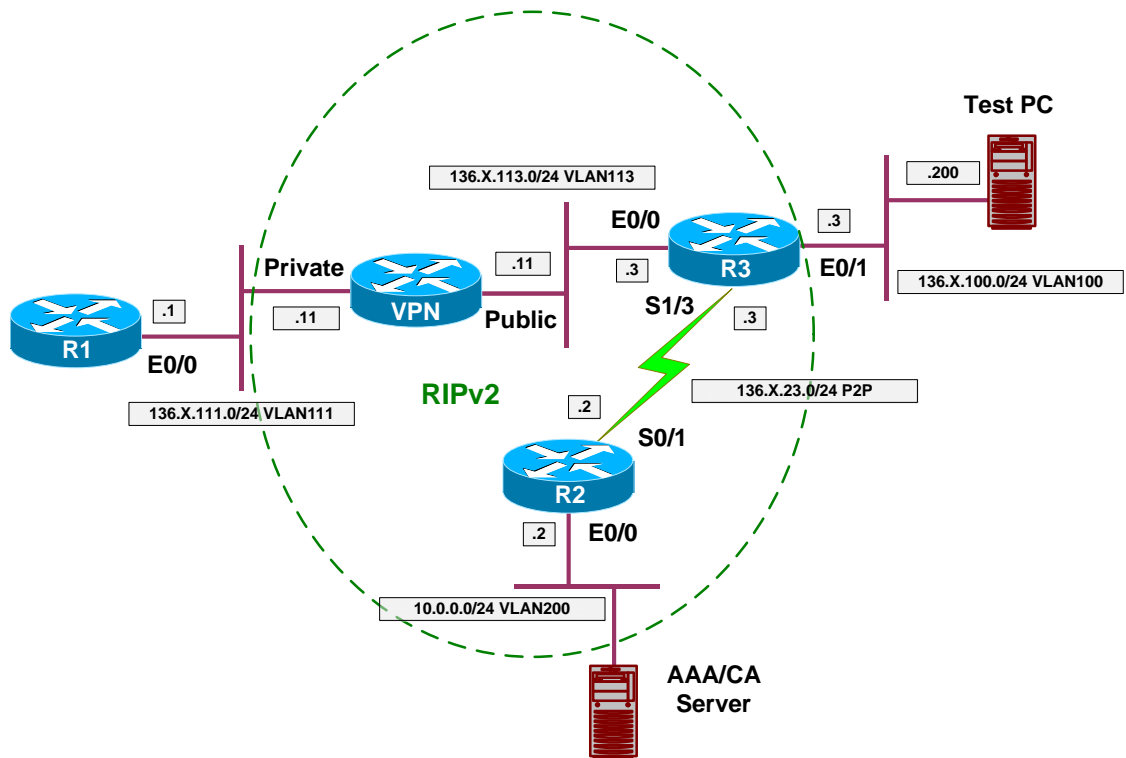 Test PC
136.X.113.0/24 VLAN113
.200
E0/0
.3
Private
.11
.3
R3
E0/1
136.X.100.0/24 VLAN100
.1
.11
VPN
Public
S1/3
.3
R1
E0/0
136.X.111.0/24 VLAN111
RIPv2
136.X.23.0/24 P2P
.2
S0/1
R2
.2
E0/0
10.0.0.0/24 VLAN200
AAA/CA
Server